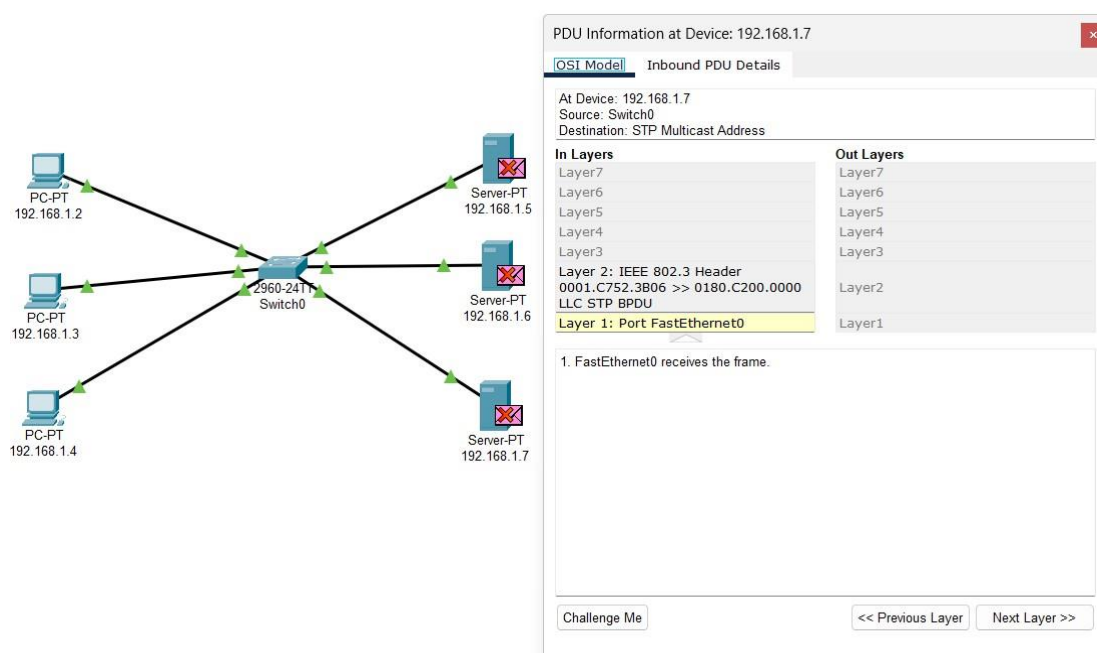 PC-PT
192.168.1.2
PC-PT
192.168.1.3
PC-PT
192.168.1.4
2960-24TT
Switch0
Server-PT
192.168.1.5
Server-PT
192.168.1.6
Server-PT
192.168.1.7
PDU Information at Device: 192.168.1.7
OSI Model Inbound PDU Details
At Device: 192.168.1.7
Source: Switch0
Destination: STP Multicast Address
In Layers Out Layers
Layer7 Layer7
Layer6 Layer6
Layer5 Layer5
Layer4 Layer4
Layer3 Layer3
Layer 2: IEEE 802.3 Header
0001.C752.3B06 >> 0180.C200.0000 Layer2
LLC STP BPDU
Layer 1: Port FastEthernet0 Layer1
1. FastEthernet0 receives the frame.
Challenge Me << Previous Layer Next Layer >>